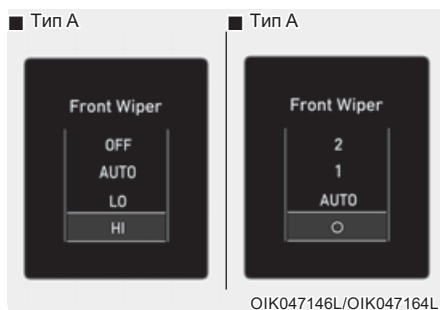 ■ Тип A
Front Wiper
OFF
AUTO
LO
HI
■ Тип A
Front Wiper
2
1
AUTO
O
OIK047146L/OIK047164L